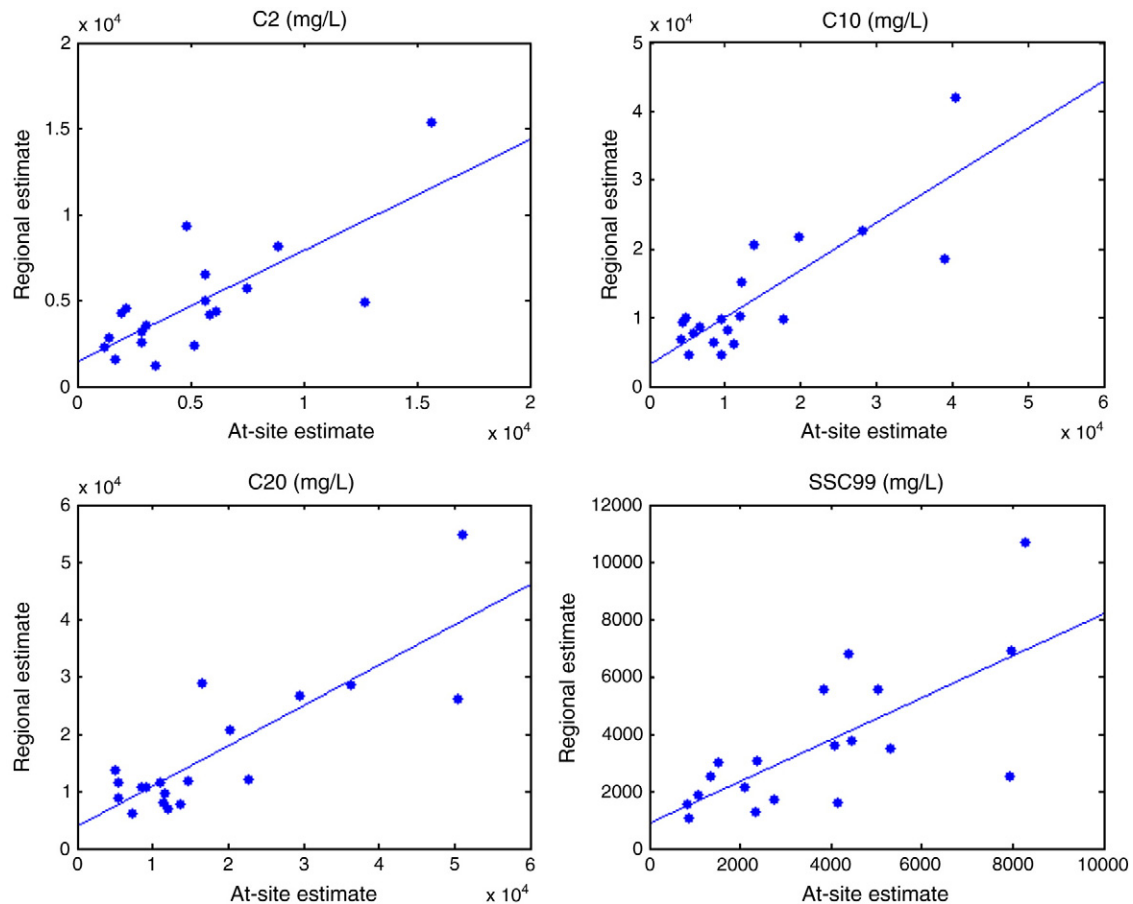 C2 (mg/L)
x 10^4
2
1.5
1
0.5
0
Regional estimate
0 0.5 1 1.5 2
At-site estimate
x 10^4
C10 (mg/L)
x 10^4
5
4
3
2
1
0
Regional estimate
0 1 2 3 4 5 6
At-site estimate
x 10^4
C20 (mg/L)
x 10^4
6
5
4
3
2
1
0
Regional estimate
0 1 2 3 4 5 6
At-site estimate
x 10^4
SSC99 (mg/L)
12000
10000
8000
6000
4000
2000
0
Regional estimate
0 2000 4000 6000 8000 10000
At-site estimate